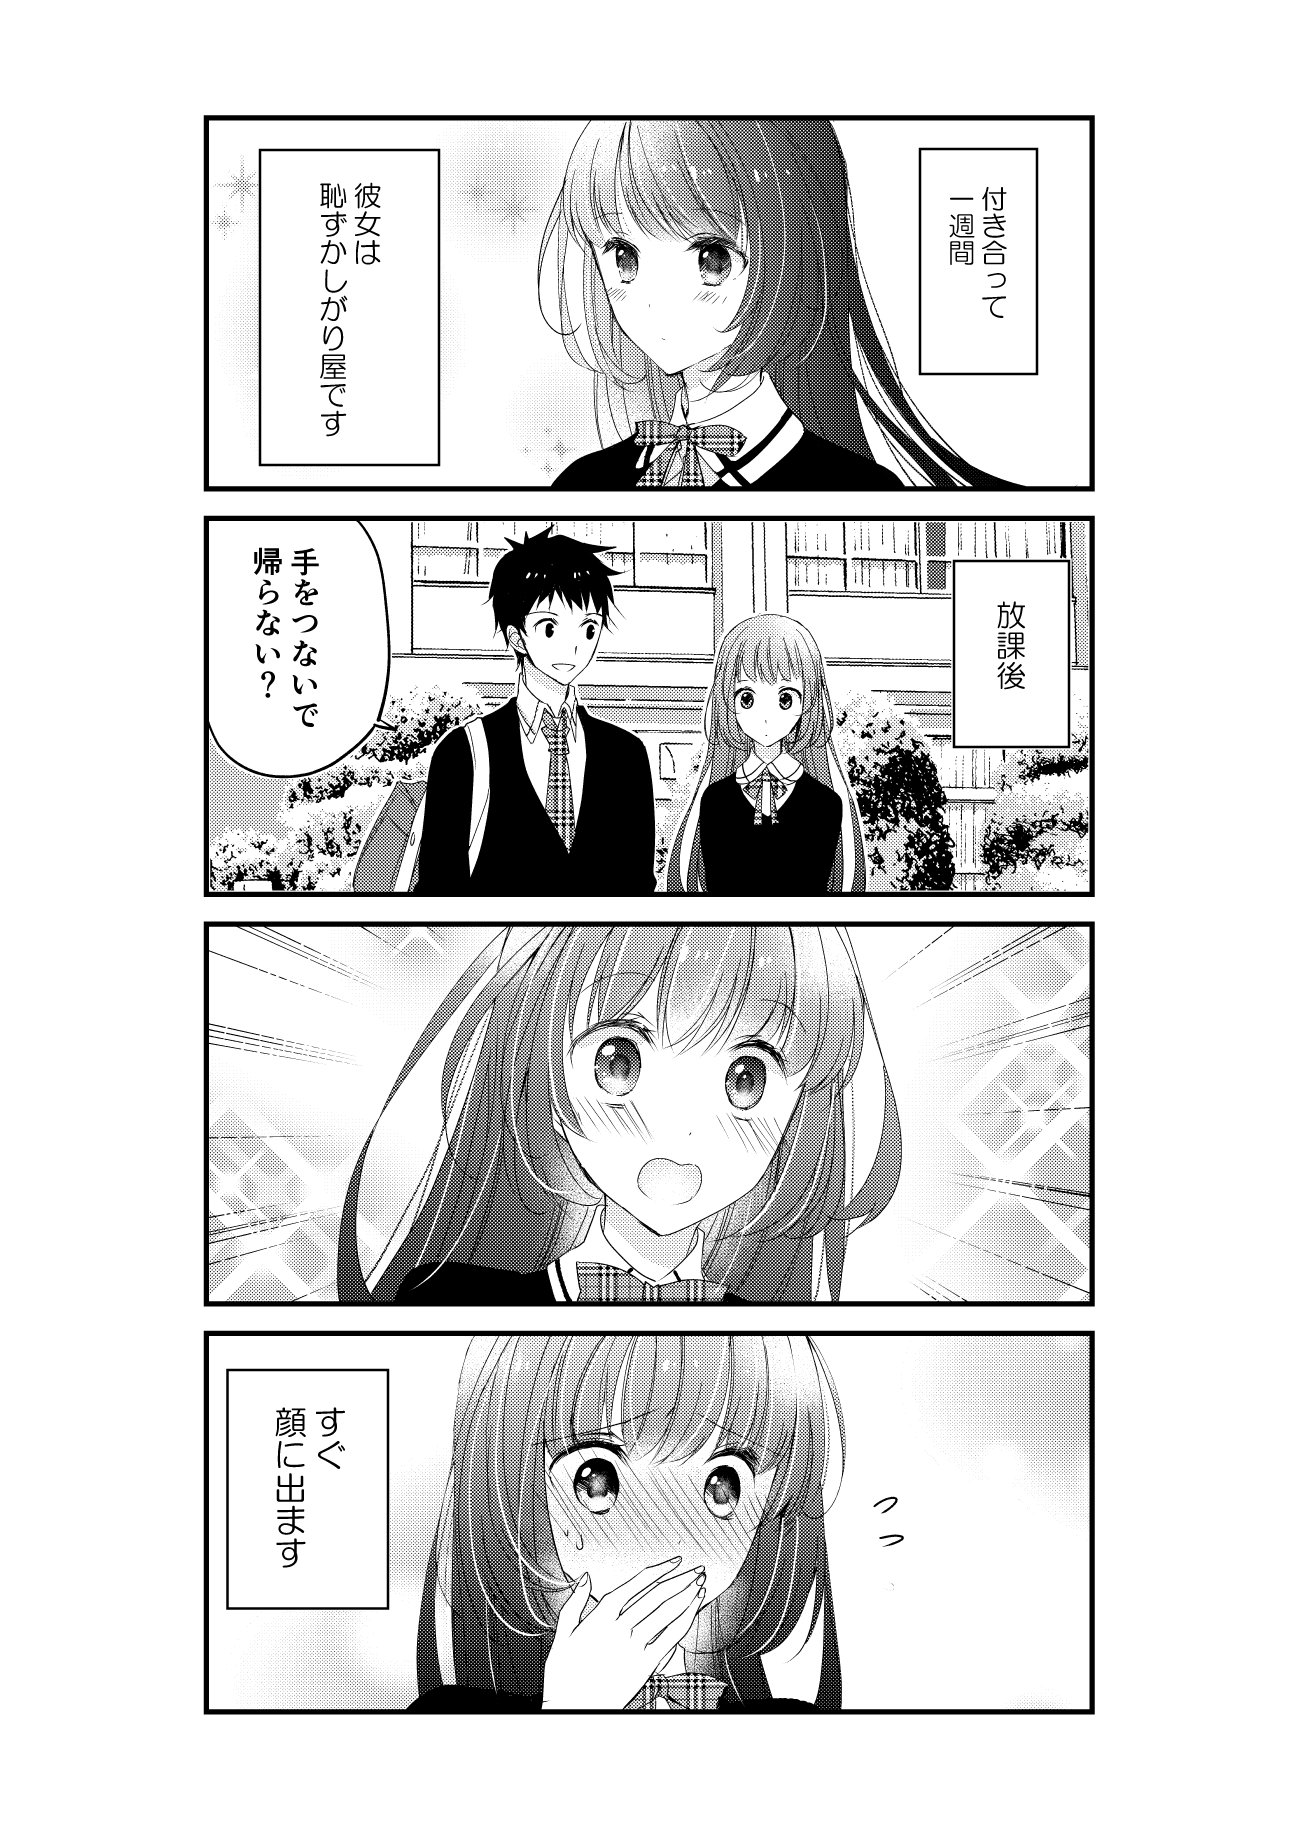 付き合って
一週間
彼女は
恥ずかしがり屋です
放課後
手をつないで
帰らない？
すぐ
顔に出ます